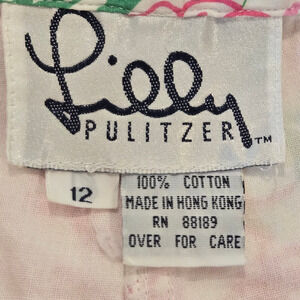 Lilly
PULITZER™
12
100% COTTON
MADE IN HONG KONG
RN 88189
OVER FOR CARE